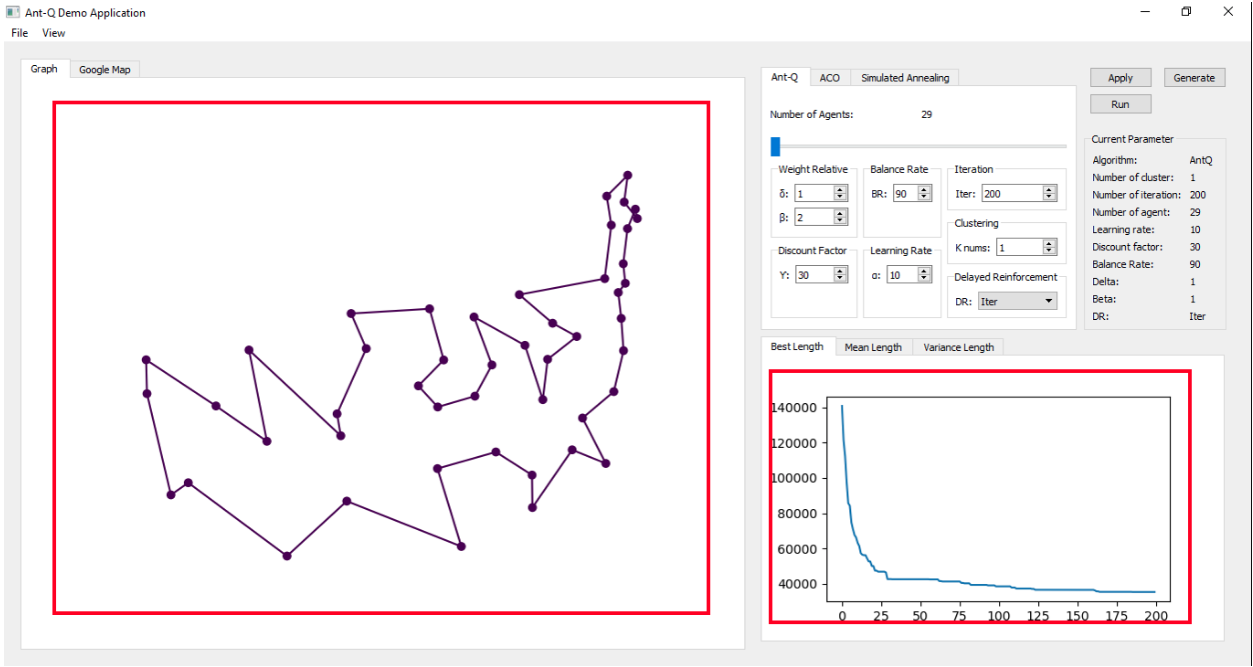 Ant-Q Demo Application
File View
Graph Google Map
Ant-Q ACO Simulated Annealing
Number of Agents: 29
Weight Relative
δ: 1
β: 2
Balance Rate
BR: 90
Iteration
Iter: 200
Clustering
K nums: 1
Discount Factor
Y: 30
Learning Rate
α: 10
Delayed Reinforcement
DR: Iter
Apply Generate
Run
Current Parameter
Algorithm: AntQ
Number of cluster: 1
Number of iteration: 200
Number of agent: 29
Learning rate: 10
Discount factor: 30
Balance Rate: 90
Delta: 1
Beta: 1
DR: Iter
Best Length Mean Length Variance Length
140000
120000
100000
80000
60000
40000
0 25 50 75 100 125 150 175 200